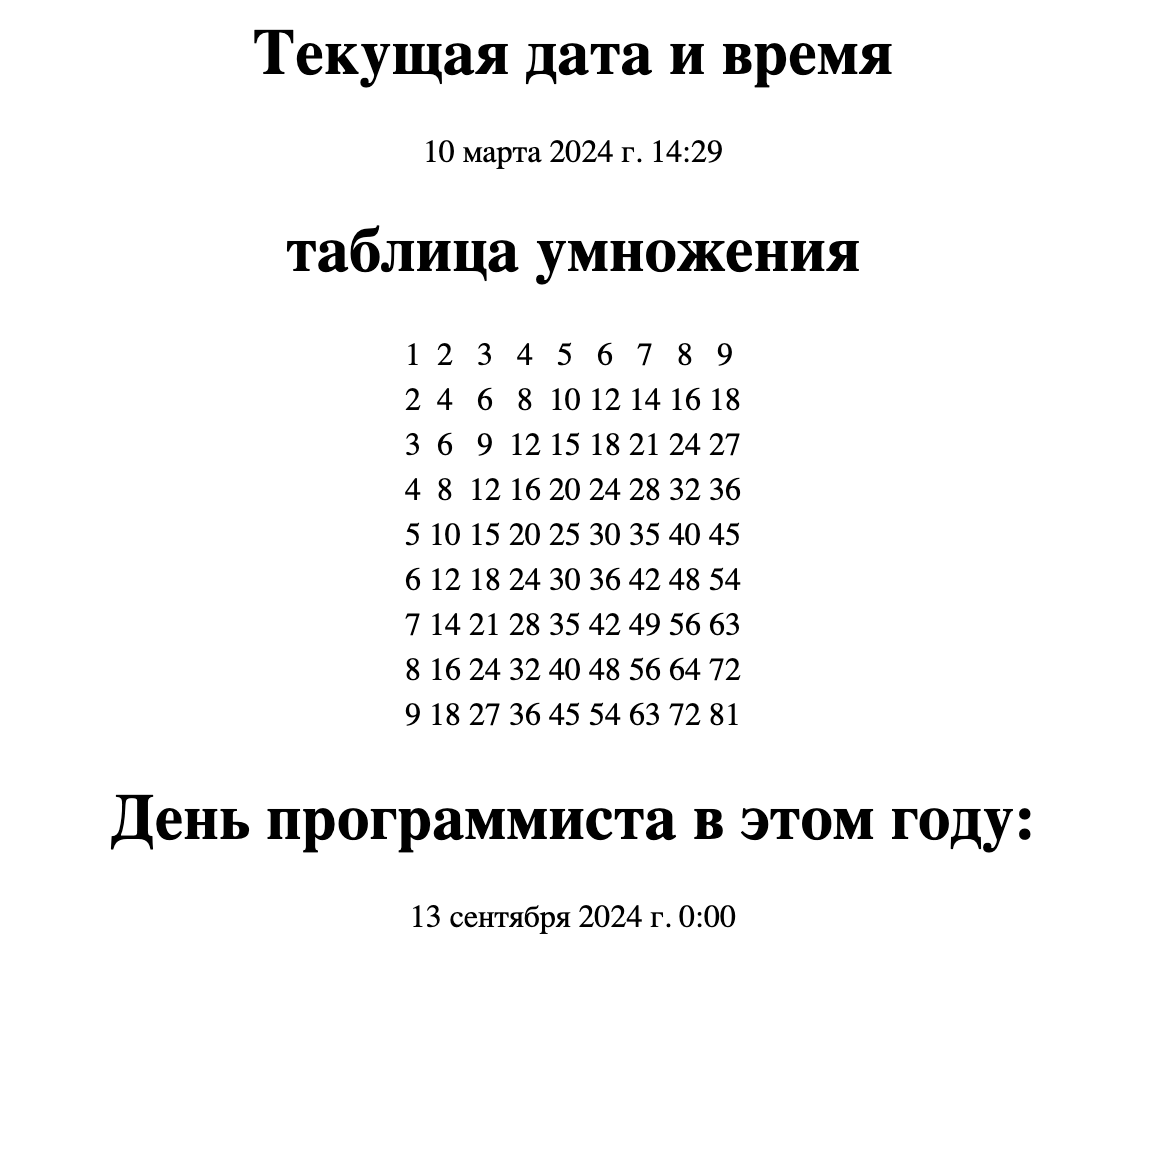 Текущая дата и время
10 марта 2024 г. 14:29
таблица умножения
1 2 3 4 5 6 7 8 9
2 4 6 8 10 12 14 16 18
3 6 9 12 15 18 21 24 27
4 8 12 16 20 24 28 32 36
5 10 15 20 25 30 35 40 45
6 12 18 24 30 36 42 48 54
7 14 21 28 35 42 49 56 63
8 16 24 32 40 48 56 64 72
9 18 27 36 45 54 63 72 81
День программиста в этом году:
13 сентября 2024 г. 0:00